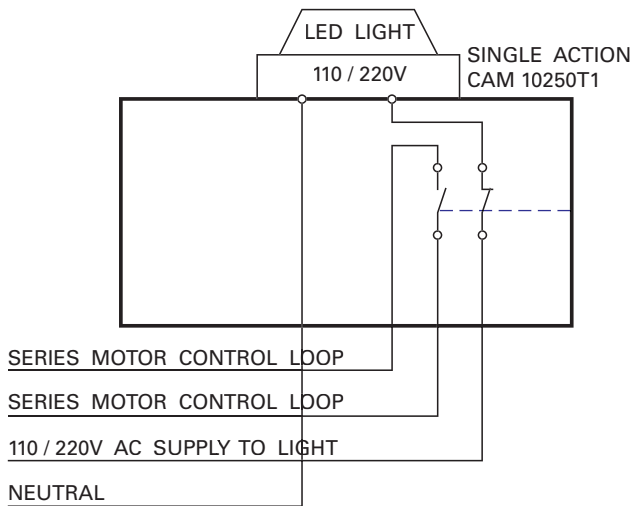 LED LIGHT
110 / 220V
SINGLE ACTION
CAM 10250T1
SERIES MOTOR CONTROL LOOP
SERIES MOTOR CONTROL LOOP
110 / 220V AC SUPPLY TO LIGHT
NEUTRAL